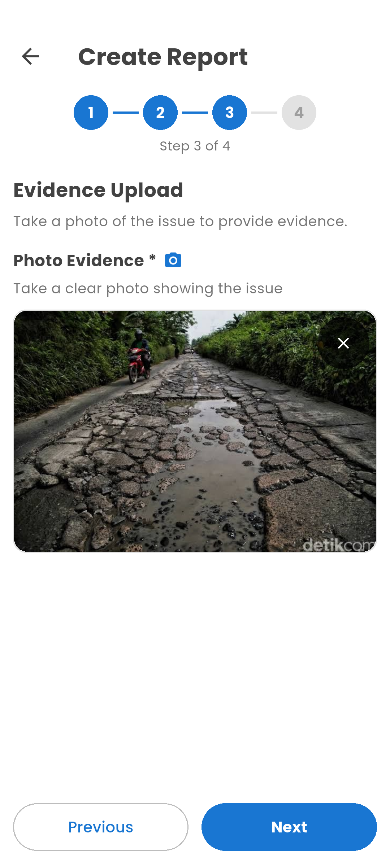 Create Report
1 2 3 4
Step 3 of 4
Evidence Upload
Take a photo of the issue to provide evidence.
Photo Evidence *
Take a clear photo showing the issue
detikcom
Previous
Next